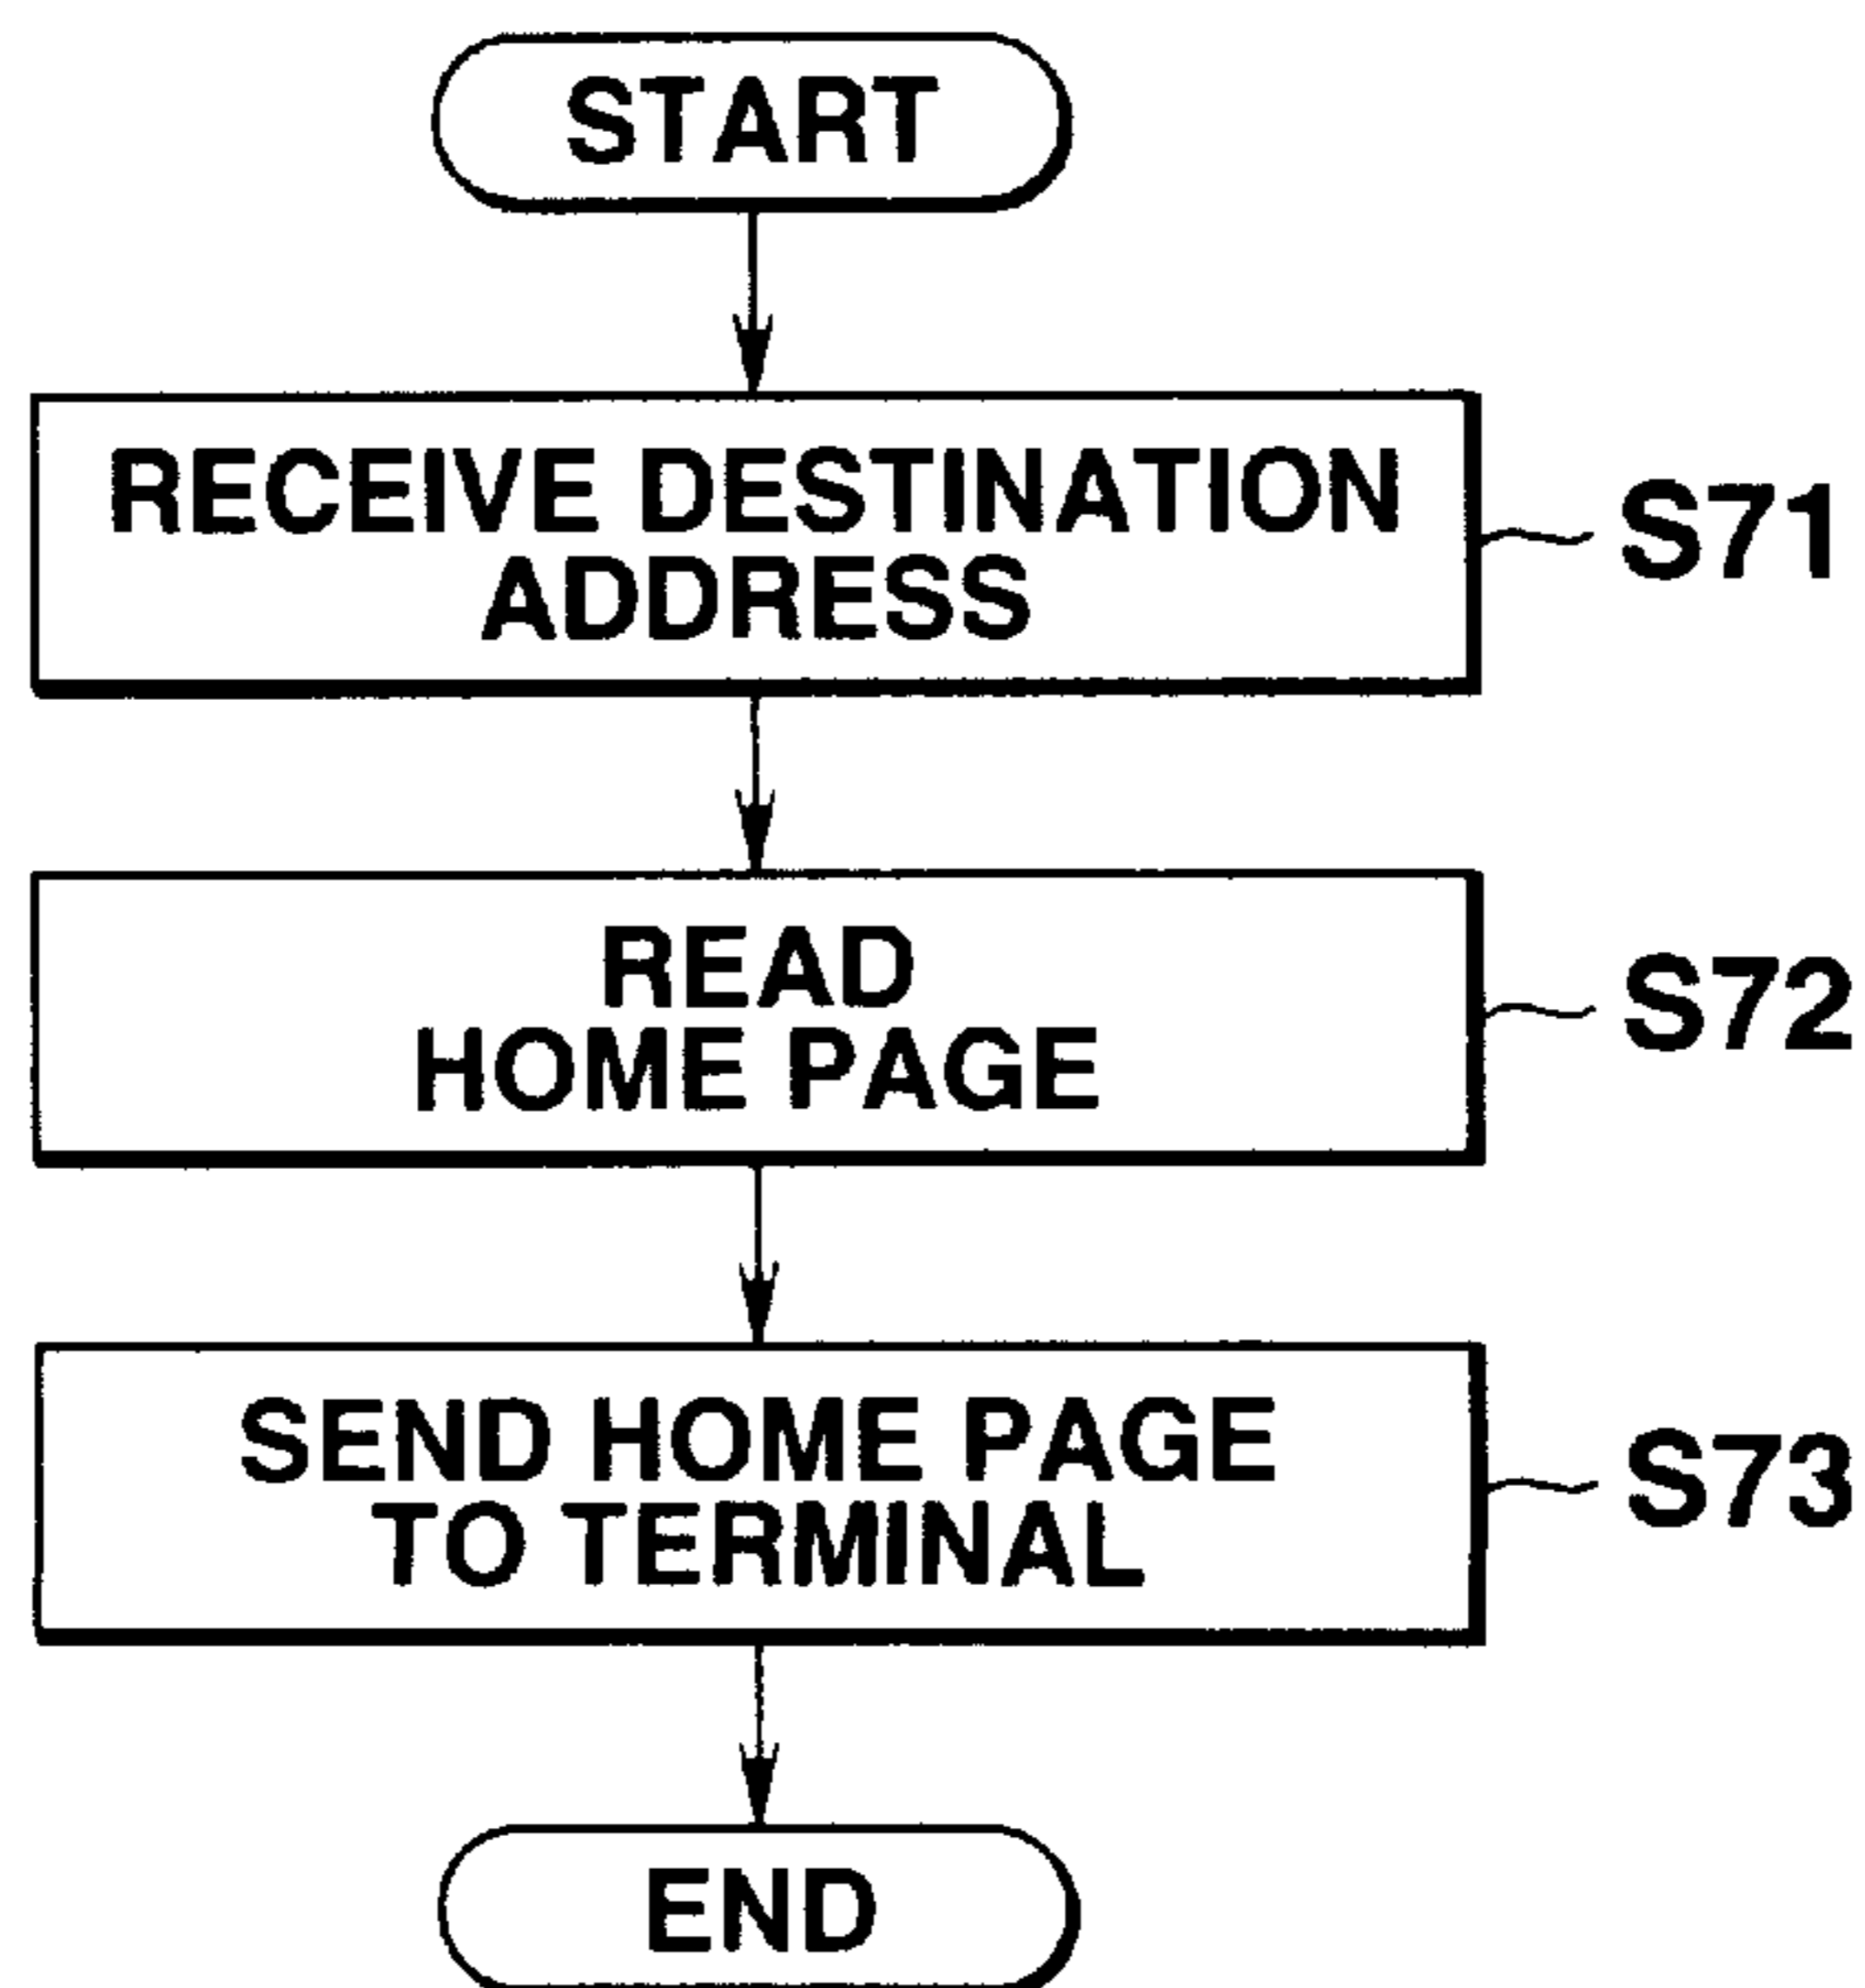 START
RECEIVE DESTINATION
ADDRESS
S71
READ
HOME PAGE
S72
SEND HOME PAGE
TO TERMINAL
S73
END